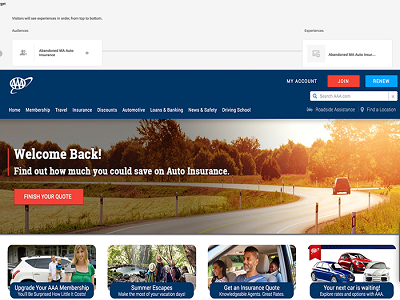 Visitors will see experiences in order, from top to bottom.
Audiences
Experiences
Abandoned MA Auto
Insurance
Abandoned MA Auto Insur...
AAA
MY ACCOUNT
JOIN
RENEW
Search AAA.com
Home Membership Travel Insurance Discounts Automotive Loans & Banking News & Safety Driving School
Roadside Assistance
Find a Location
Welcome Back!
Find out how much you could save on Auto Insurance.
FINISH YOUR QUOTE
Upgrade Your AAA Membership
You'll Be Surprised How Little It Costs!
Summer Escapes
Make the most of your vacation days!
Get an Insurance Quote
Knowledgeable Agents. Great Rates.
Your next car is waiting!
Explore rates and options with AAA.